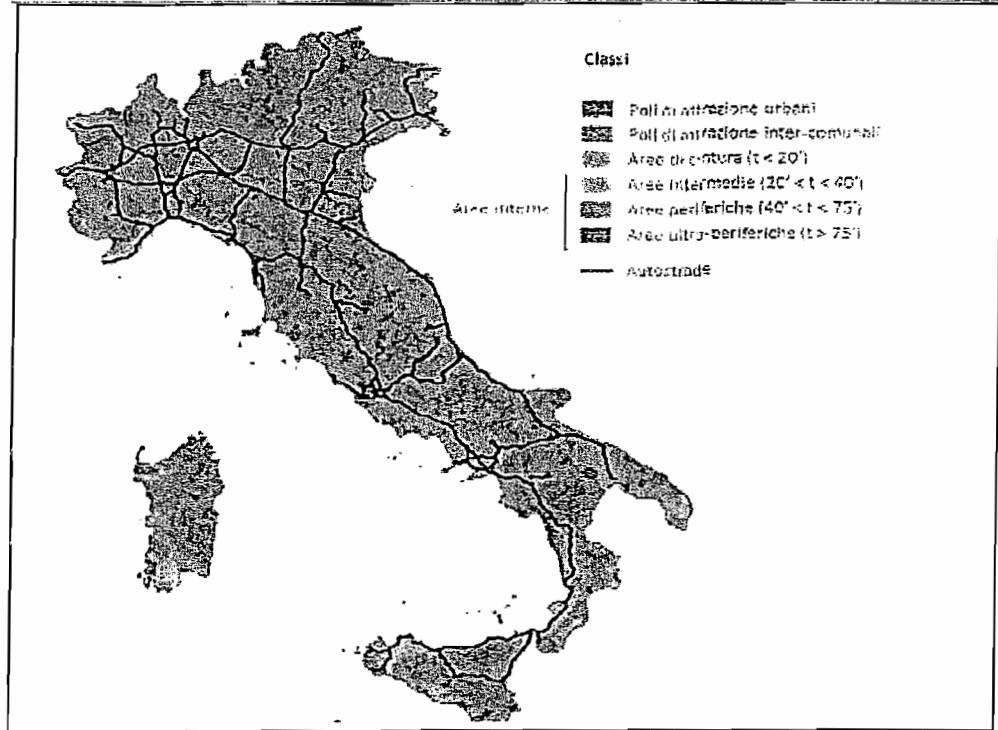 Classi
Poli di attrazione urbani
Poli di attrazione inter-comunali
Aree di cintura (t < 20')
Aree interne
Aree intermedie (20' < t < 40')
Aree periferiche (40' < t < 75')
Aree ultra-periferiche (t > 75')
Autostrade